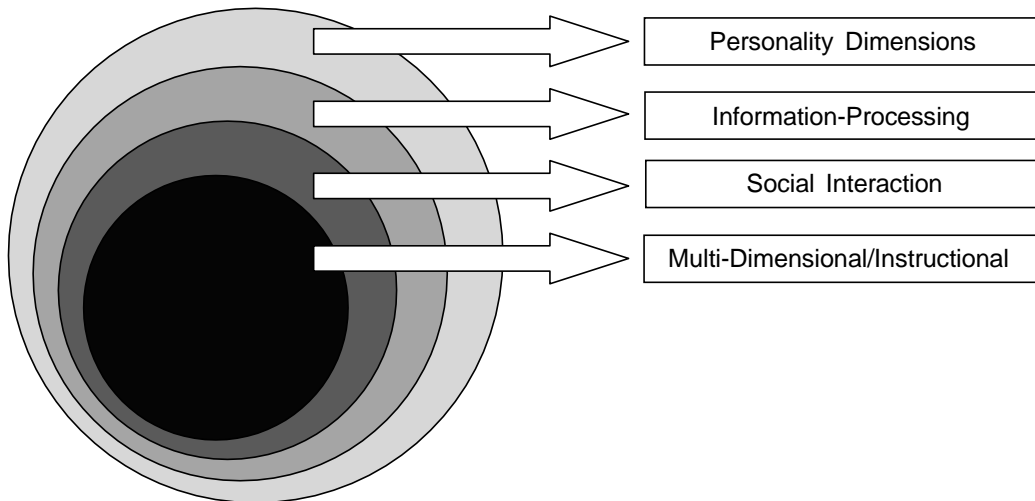 Personality Dimensions
Information-Processing
Social Interaction
Multi-Dimensional/Instructional